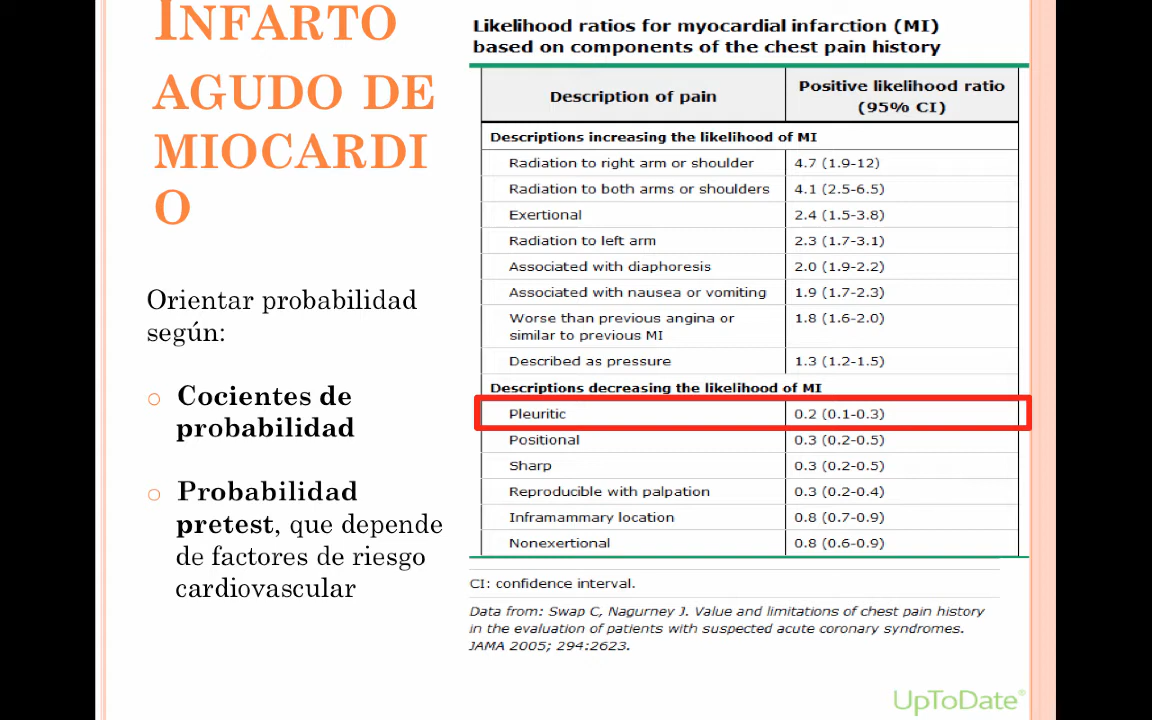 INFARTO
AGUDO DE
MIOCARDI
O
Orientar probabilidad
según:
Cocientes de
probabilidad
Probabilidad
pretest, que depende
de factores de riesgo
cardiovascular
Likelihood ratios for myocardial infarction (MI)
based on components of the chest pain history
Description of pain
Positive likelihood ratio
(95% CI)
Descriptions increasing the likelihood of MI
Radiation to right arm or shoulder 4.7 (1.9-12)
Radiation to both arms or shoulders 4.1 (2.5-6.5)
Exertional 2.4 (1.5-3.8)
Radiation to left arm 2.3 (1.7-3.1)
Associated with diaphoresis 2.0 (1.9-2.2)
Associated with nausea or vomiting 1.9 (1.7-2.3)
Worse than previous angina or 1.8 (1.6-2.0)
similar to previous MI
Described as pressure 1.3 (1.2-1.5)
Descriptions decreasing the likelihood of MI
Pleuritic 0.2 (0.1-0.3)
Positional 0.3 (0.2-0.5)
Sharp 0.3 (0.2-0.5)
Reproducible with palpation 0.3 (0.2-0.4)
Inframammary location 0.8 (0.7-0.9)
Nonexertional 0.8 (0.6-0.9)
CI: confidence interval.
Data from: Swap C, Nagurney J. Value and limitations of chest pain history
in the evaluation of patients with suspected acute coronary syndromes.
JAMA 2005; 294:2623.
UpToDate®